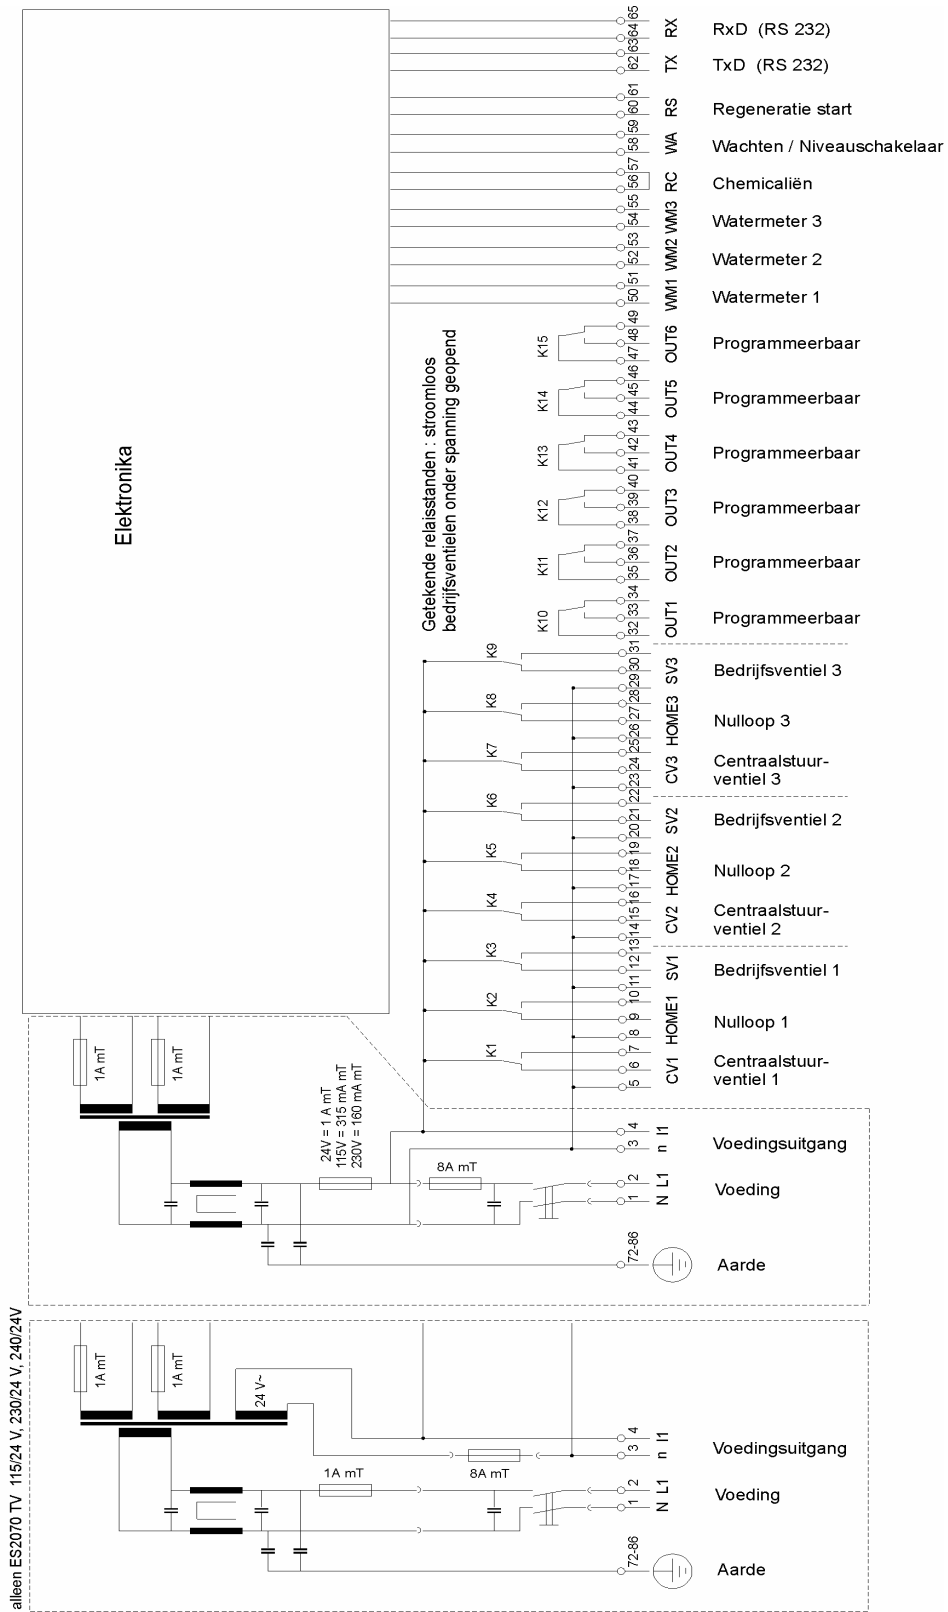 65
64
RX
RxD (RS 232)
63
62
TX
TxD (RS 232)
61
60
RS
Regeneratie start
59
58
WA
Wachten / Niveauschakelaar
57
56
RC
Chemicaliën
55
54
WM3
Watermeter 3
53
52
WM2
Watermeter 2
51
50
WM1
Watermeter 1
Elektronika
Getekende relaisstanden : stroomloos
bedrijfsventielen onder spanning geopend
K15
49
48
47
OUT6
Programmeerbaar
K14
46
45
44
OUT5
Programmeerbaar
K13
43
42
41
OUT4
Programmeerbaar
K12
40
39
38
OUT3
Programmeerbaar
K11
37
36
35
OUT2
Programmeerbaar
K10
34
33
32
OUT1
Programmeerbaar
K9
31
30
29
SV3
Bedrijfsventiel 3
K8
28
27
26
HOME3
Nulloop 3
K7
25
24
23
CV3
Centraalstuur-
ventiel 3
K6
22
21
20
SV2
Bedrijfsventiel 2
K5
19
18
17
HOME2
Nulloop 2
K4
16
15
14
CV2
Centraalstuur-
ventiel 2
K3
13
12
11
SV1
Bedrijfsventiel 1
K2
10
9
8
HOME1
Nulloop 1
K1
7
6
5
CV1
Centraalstuur-
ventiel 1
1A mT
1A mT
24V = 1 A mT
115V = 315 mA mT
230V = 160 mA mT
8A mT
4
3
l1
n
Voedingsuitgang
2
1
L1
N
Voeding
72-86
Aarde
alleen ES2070 TV 115/24 V, 230/24 V, 240/24V
1A mT
1A mT
24 V~
4
3
l1
n
Voedingsuitgang
1A mT
8A mT
2
1
L1
N
Voeding
72-86
Aarde